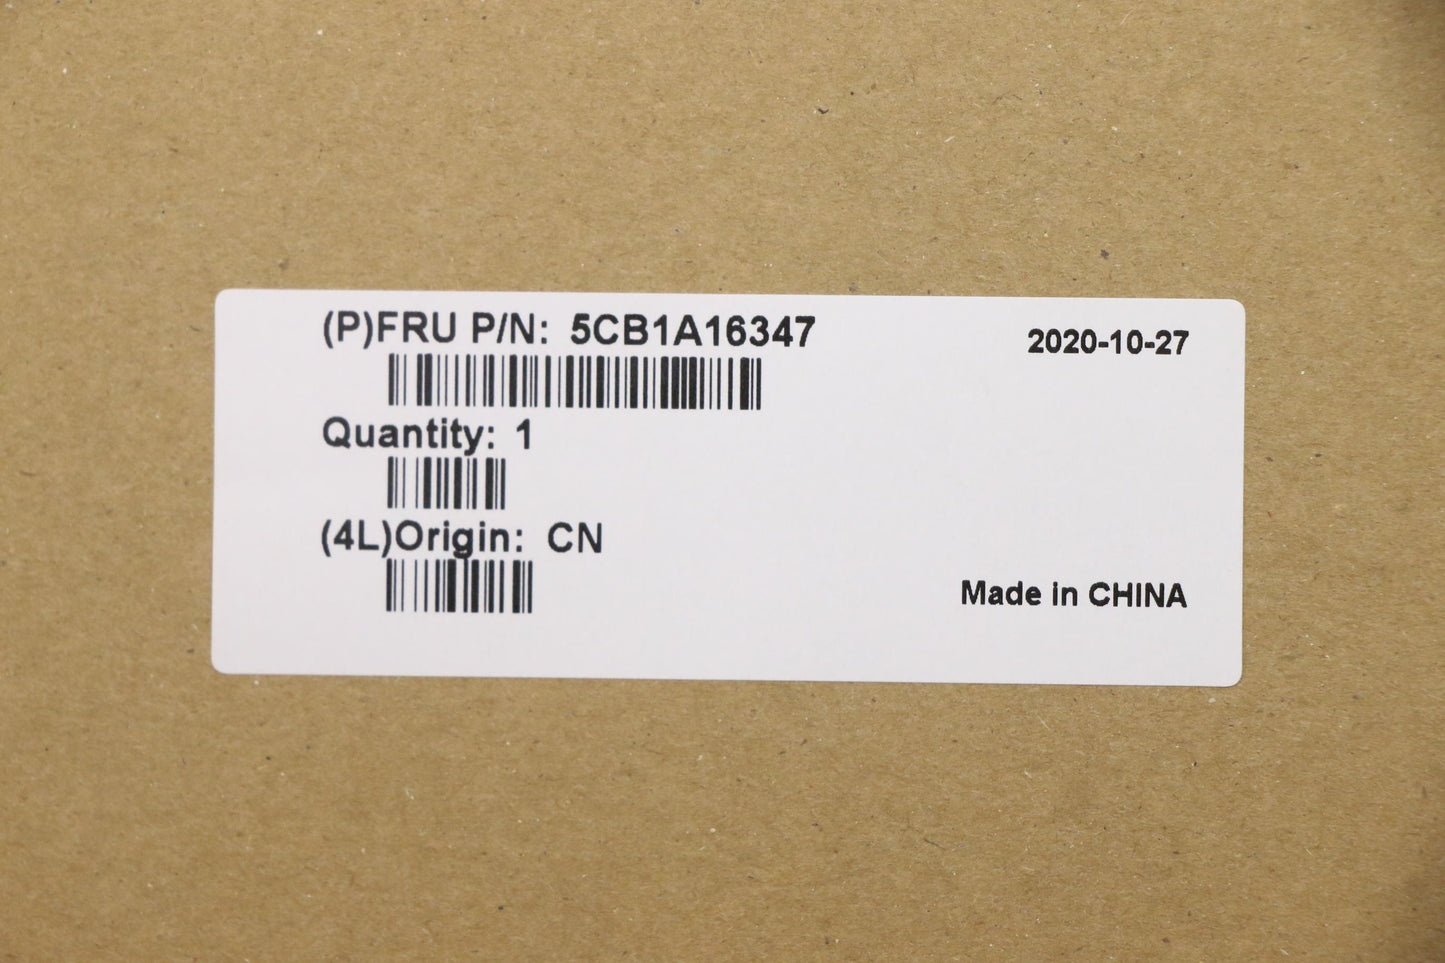 (P)FRU P/N: 5CB1A16347
2020-10-27
Quantity: 1
(4L)Origin: CN
Made in CHINA